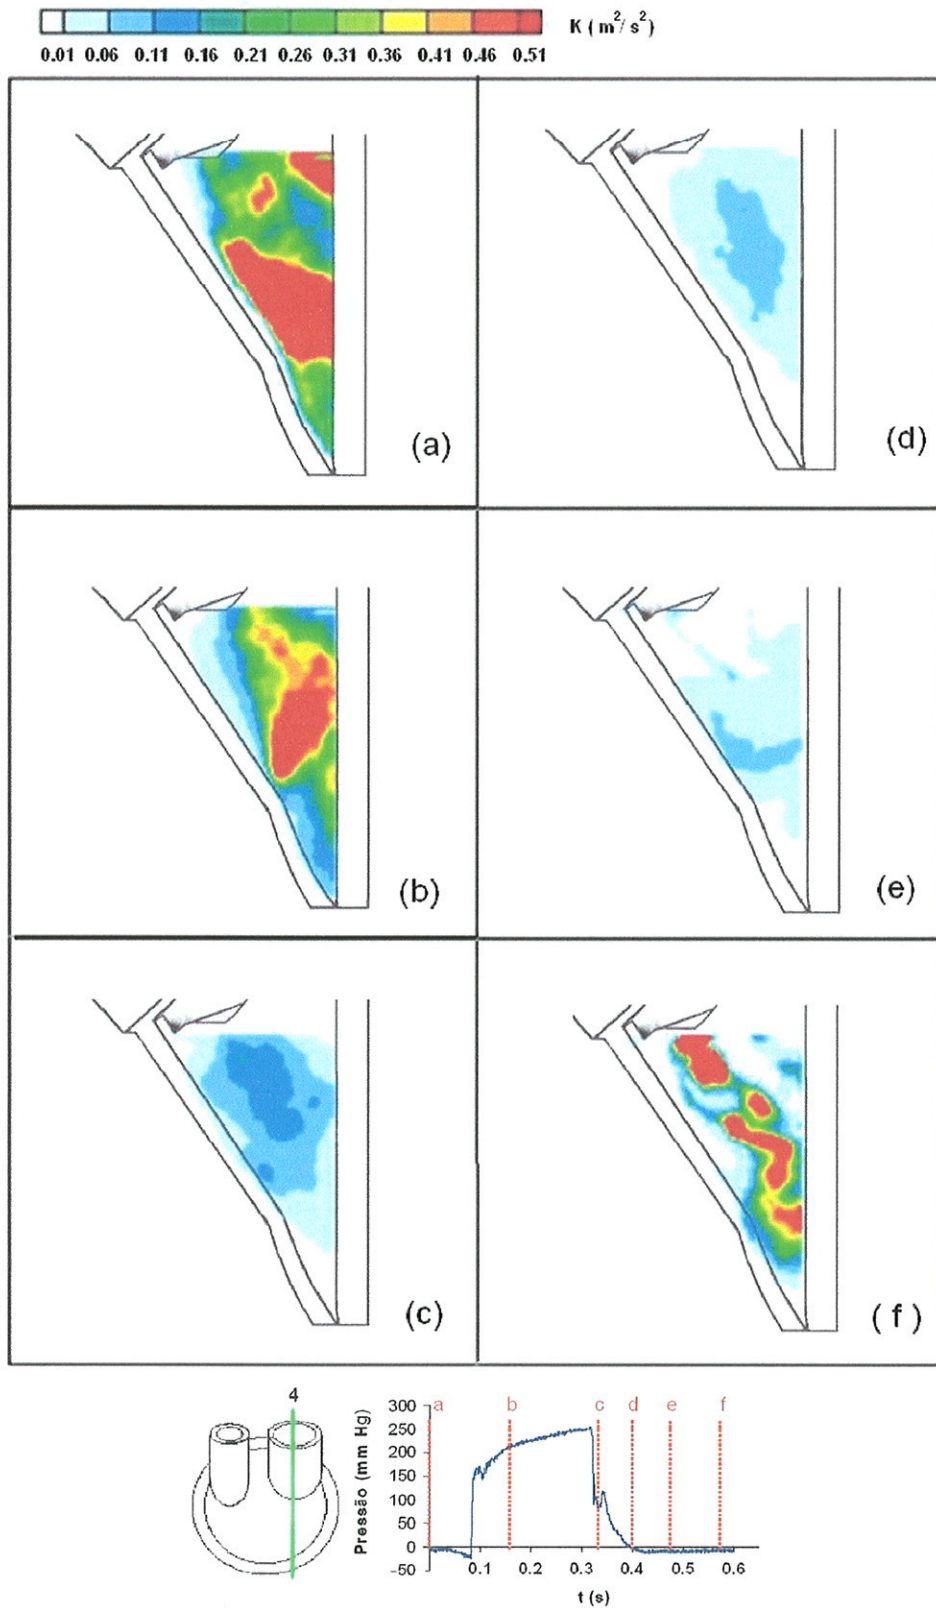 K ( m²/ s²)
0.01 0.06 0.11 0.16 0.21 0.26 0.31 0.36 0.41 0.46 0.51
(a)
(d)
(b)
(e)
(c)
( f )
4
Pressão (mm Hg)
300
250
200
150
100
50
0
-50
a b c d e f
0.1 0.2 0.3 0.4 0.5 0.6
t (s)